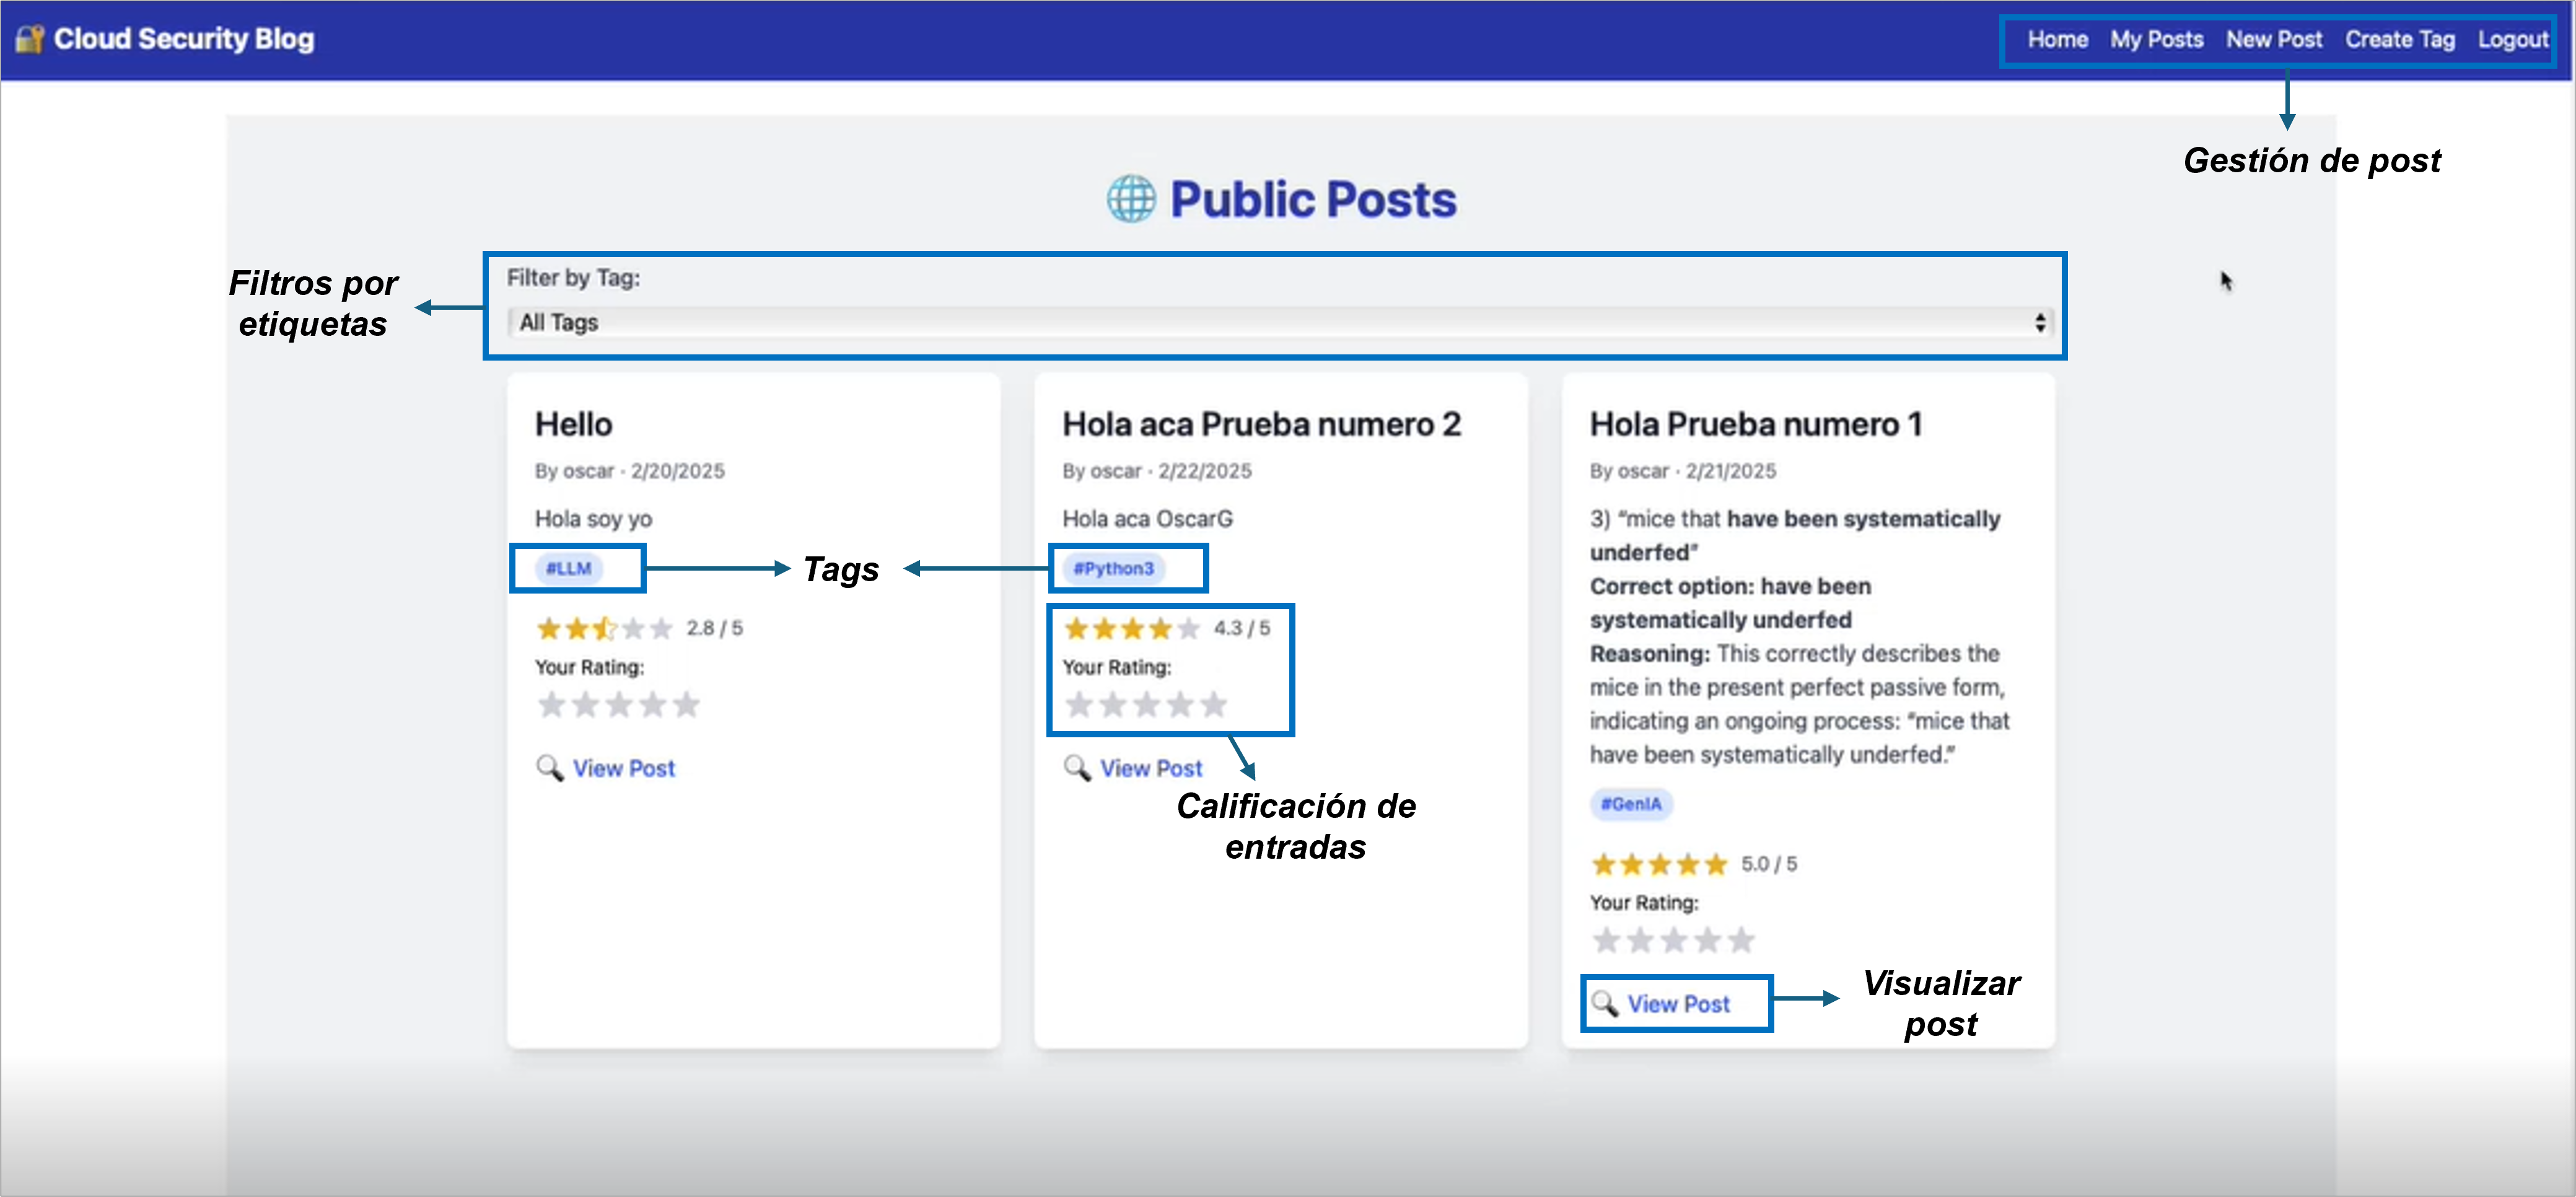 Cloud Security Blog
Home My Posts New Post Create Tag Logout
Gestión de post
Public Posts
Filtros por
etiquetas
Filter by Tag:
All Tags
Hello
By oscar · 2/20/2025
Hola soy yo
#LLM
Tags
2.8 / 5
Your Rating:
View Post
Hola aca Prueba numero 2
By oscar · 2/22/2025
Hola aca OscarG
#Python3
4.3 / 5
Your Rating:
View Post
Calificación de
entradas
Hola Prueba numero 1
By oscar · 2/21/2025
3) “mice that have been systematically
underfed”
Correct option: have been
systematically underfed
Reasoning: This correctly describes the
mice in the present perfect passive form,
indicating an ongoing process: “mice that
have been systematically underfed.”
#GenIA
5.0 / 5
Your Rating:
View Post
Visualizar
post